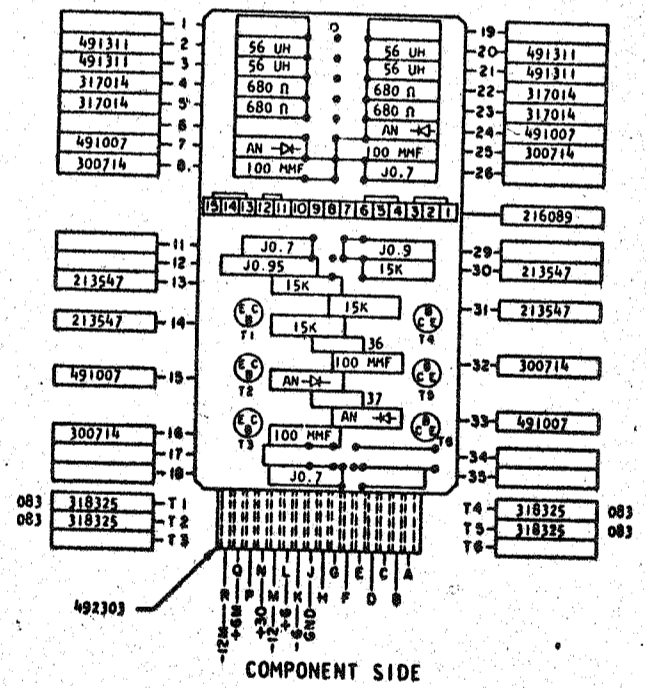 1 19
491311 2 56 UH 56 UH 20 491311
491311 3 56 UH 56 UH 21 491311
317014 4 680 Ω 680 Ω 22 317014
317014 5 680 Ω 680 Ω 23 317014
6 AN 24 491007
491007 7 AN 100 MMF 25 300714
300714 8 100 MMF J0.7 26
15 14 13 12 11 10 9 8 7 6 5 4 3 2 1 216089
11 J0.7 J0.9 29
12 J0.95 15K 30 213547
213547 13 15K
15K 31 213547
213547 14 E C B T1 15K B C E T4
36
100 MMF 32 300714
491007 15 E C B T2 AN B C E T5
37
AN 33 491007
300714 16 E C B T3 100 MMF B C E T6
17 34
18 J0.7 35
083 318325 T1 T4 318325 083
083 318325 T2 T5 318325 083
T3 T6
492303
R Q P N M L K J H G F E D C B A
-12M +6M +30 -12 +6 -6 GND
COMPONENT SIDE